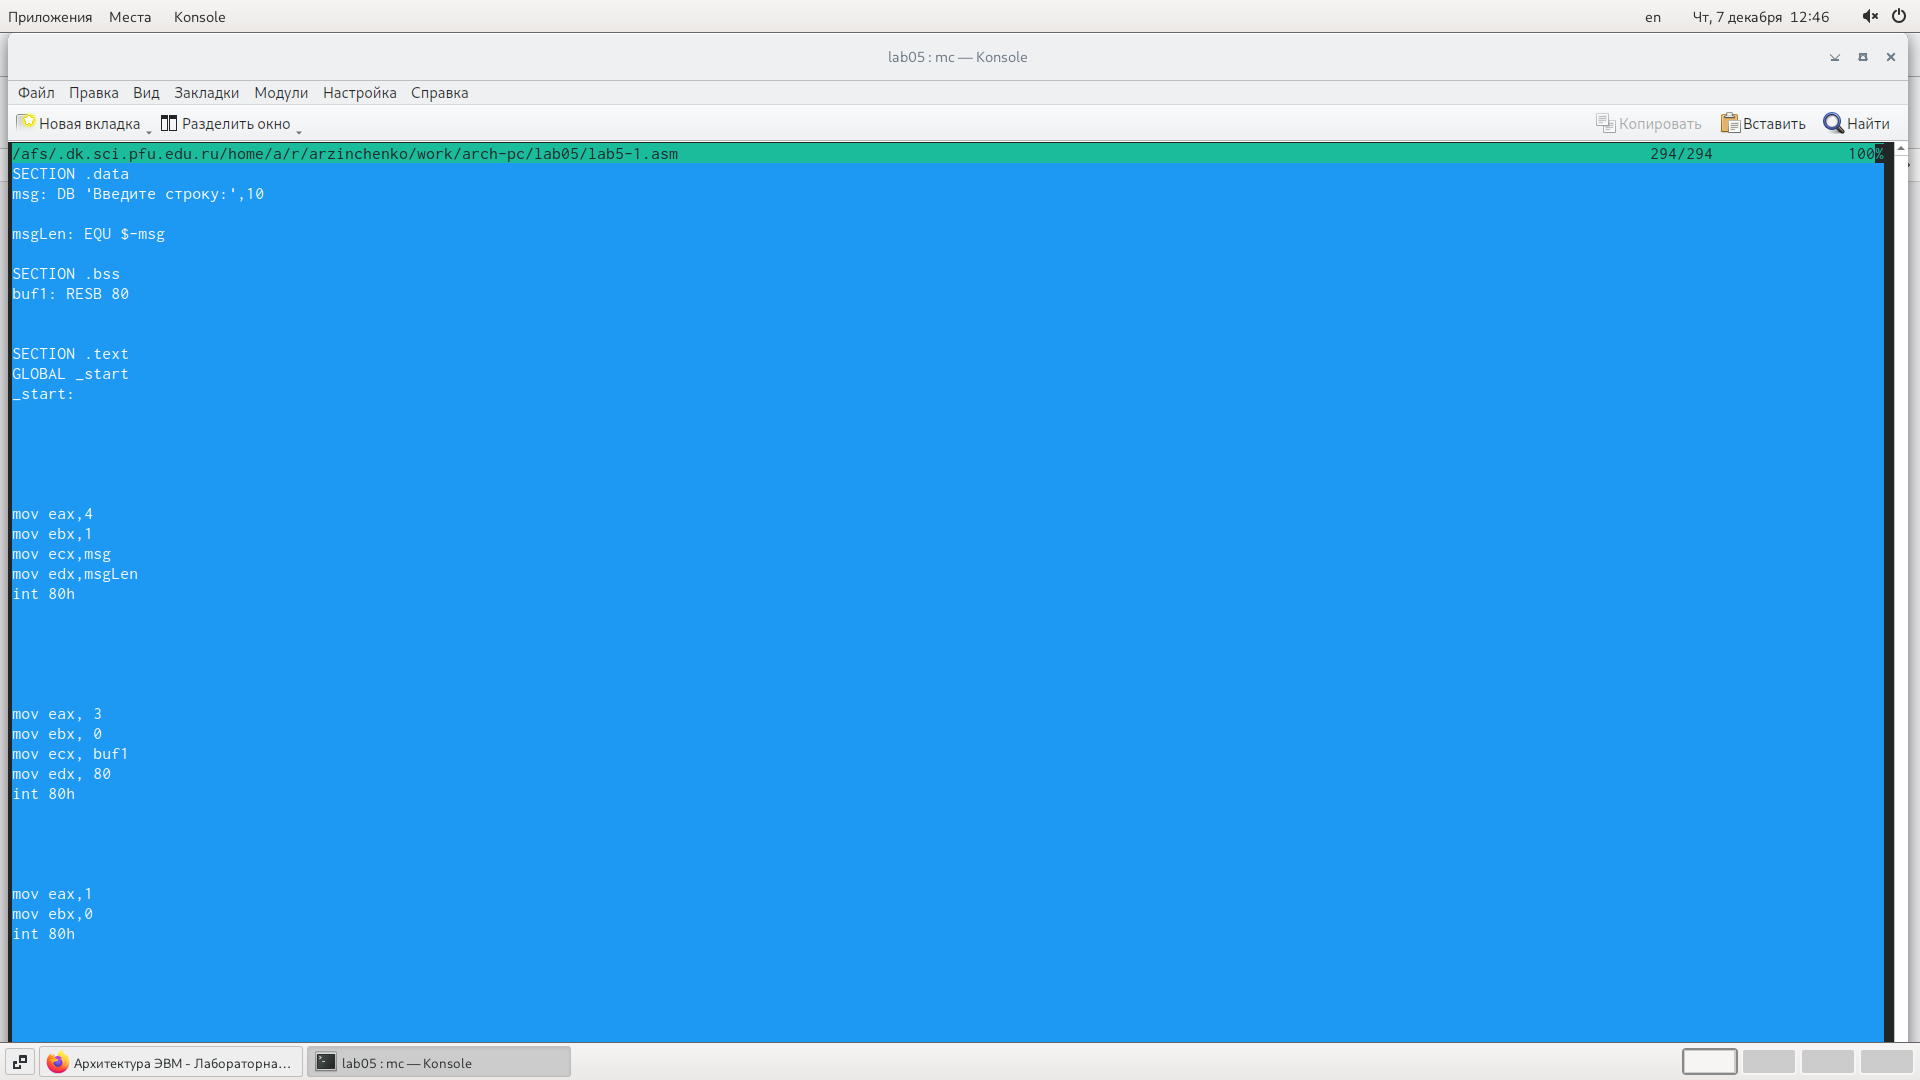 Приложения Места Konsole en Чт, 7 декабря 12:46
lab05 : mc — Konsole
Файл Правка Вид Закладки Модули Настройка Справка
Новая вкладка Разделить окно Копировать Вставить Найти
/afs/.dk.sci.pfu.edu.ru/home/a/r/arzinchenko/work/arch-pc/lab05/lab5-1.asm 294/294 100%
SECTION .data
msg: DB 'Введите строку:',10
msgLen: EQU $-msg
SECTION .bss
buf1: RESB 80
SECTION .text
GLOBAL _start
_start:
mov eax,4
mov ebx,1
mov ecx,msg
mov edx,msgLen
int 80h
mov eax, 3
mov ebx, 0
mov ecx, buf1
mov edx, 80
int 80h
mov eax,1
mov ebx,0
int 80h
Архитектура ЭВМ - Лабораторна... lab05 : mc — Konsole